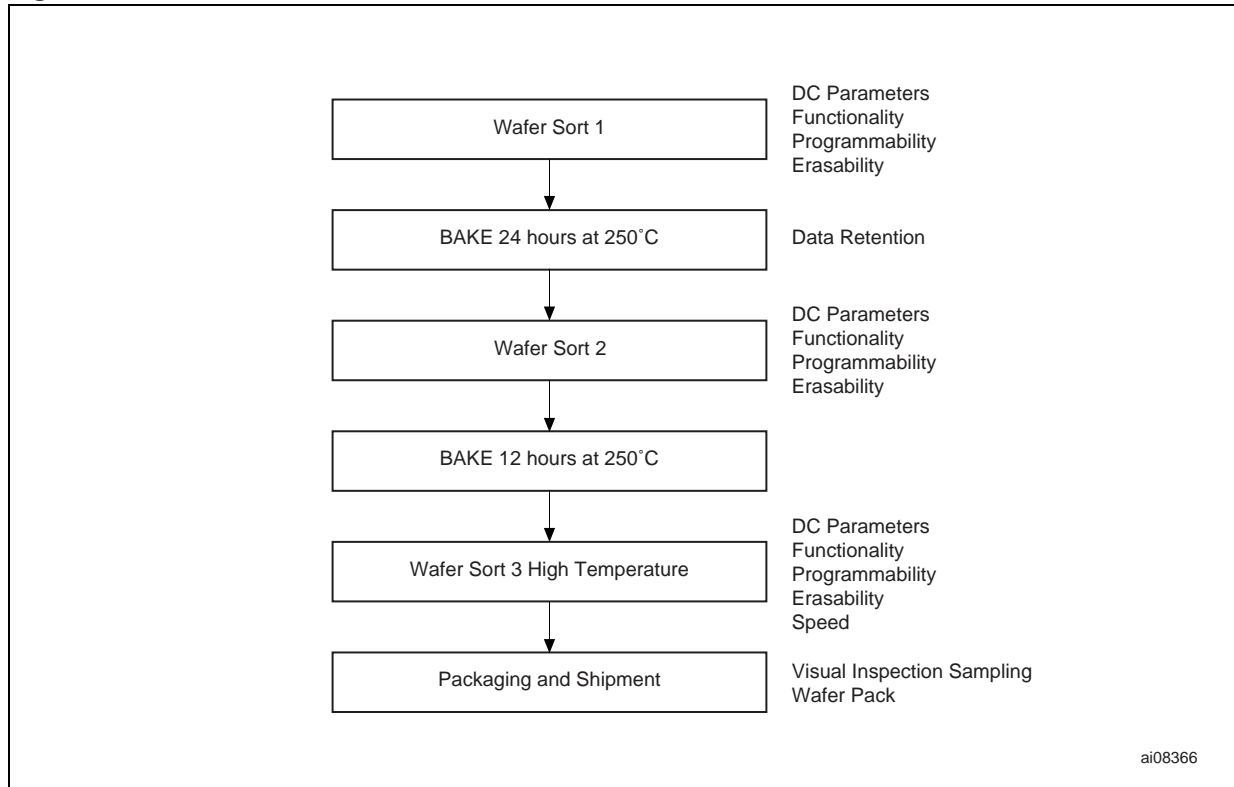 Wafer Sort 1
DC Parameters
Functionality
Programmability
Erasability
BAKE 24 hours at 250˚C
Data Retention
Wafer Sort 2
DC Parameters
Functionality
Programmability
Erasability
BAKE 12 hours at 250˚C
Wafer Sort 3 High Temperature
DC Parameters
Functionality
Programmability
Erasability
Speed
Packaging and Shipment
Visual Inspection Sampling
Wafer Pack
ai08366